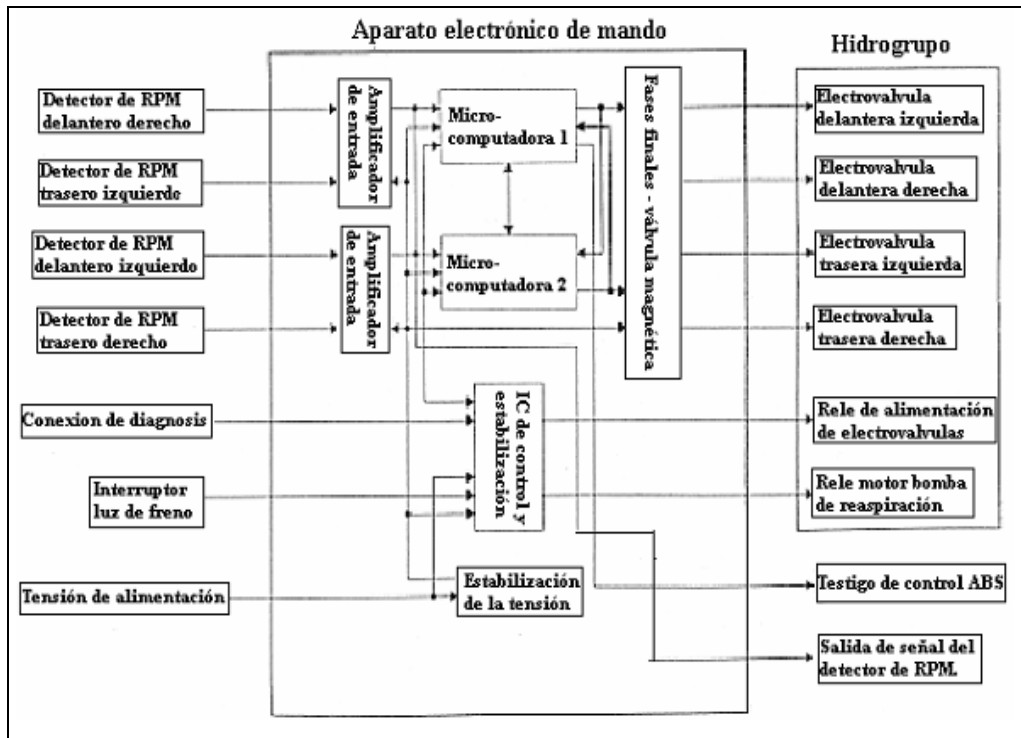 Aparato electrónico de mando
Hidrogrupo
Detector de RPM
delantero derecho
Detector de RPM
trasero izquierdo
Detector de RPM
delantero izquierdo
Detector de RPM
trasero derecho
Conexion de diagnosis
Interruptor
luz de freno
Tensión de alimentación
Amplificador
de entrada
Amplificador
de entrada
Micro-
computadora 1
Micro-
computadora 2
IC de control y
estabilización
Estabilización
de la tensión
Fases finales - válvula magnética
Electrovalvula
delantera izquierda
Electrovalvula
delantera derecha
Electrovalvula
trasera izquierda
Electrovalvula
trasera derecha
Rele de alimentación
de electrovalvulas
Rele motor bomba
de reaspiración
Testigo de control ABS
Salida de señal del
detector de RPM.